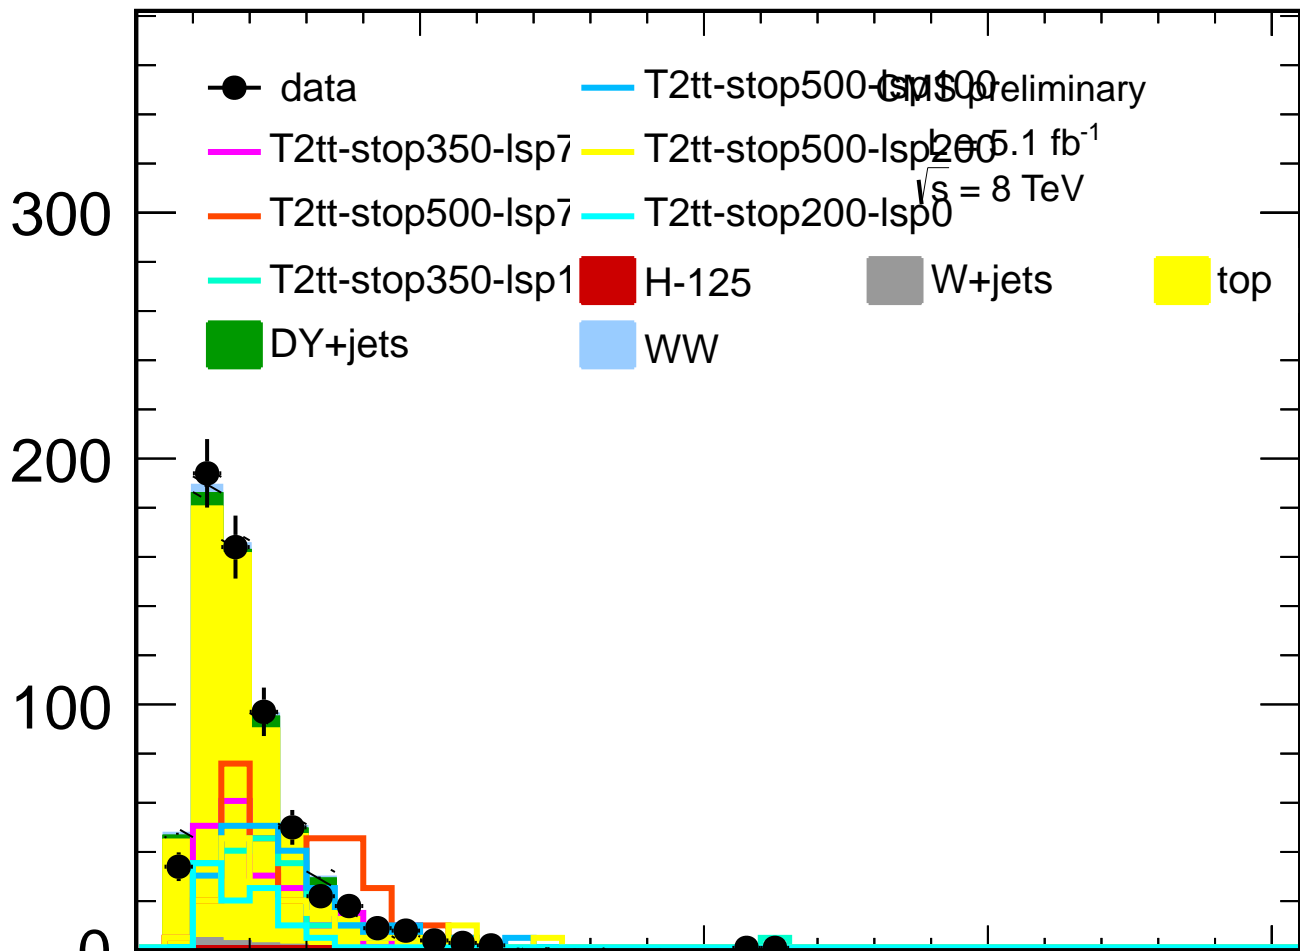 data
T2tt-stop500-lsp100
CMS preliminary
T2tt-stop350-lsp7
T2tt-stop500-lsp200
L = 5.1 fb-1
√s = 8 TeV
T2tt-stop500-lsp7
T2tt-stop200-lsp0
T2tt-stop350-lsp1
H-125
W+jets
top
DY+jets
WW
300
200
100
0